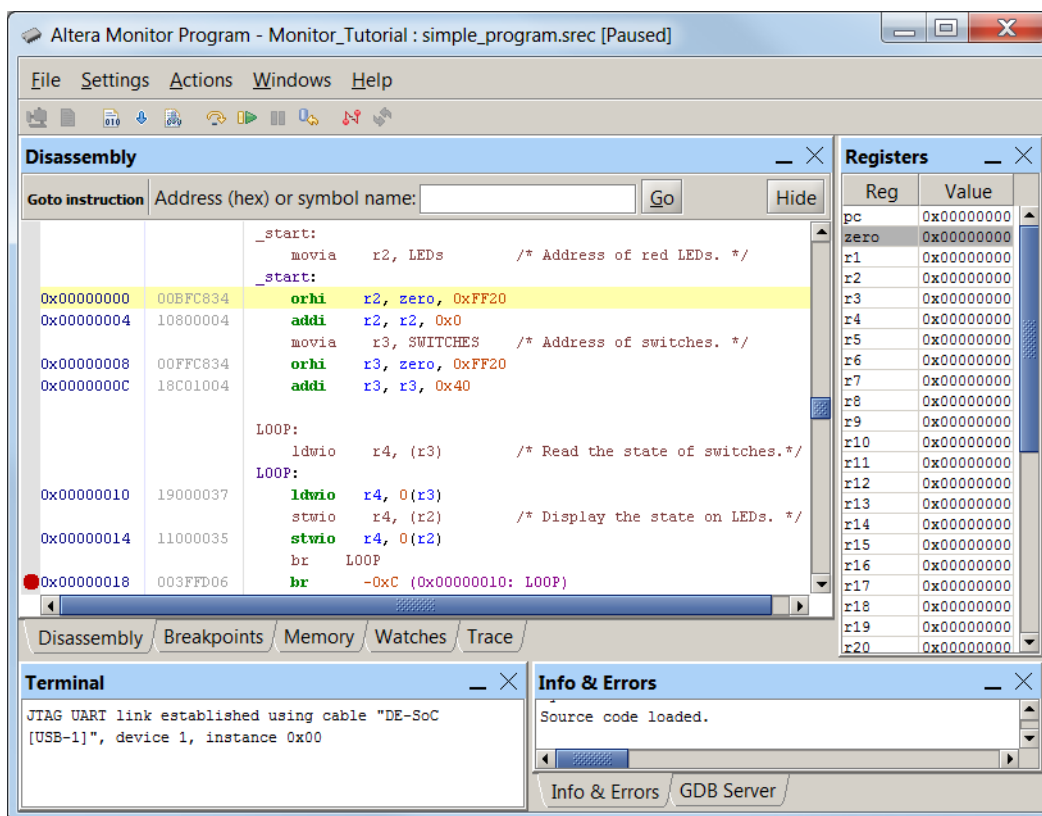 Altera Monitor Program - Monitor_Tutorial : simple_program.srec [Paused]
File Settings Actions Windows Help
Disassembly
Goto instruction Address (hex) or symbol name: Go Hide
_start:
movia r2, LEDs /* Address of red LEDs. */
_start:
0x00000000 00BFC834 orhi r2, zero, 0xFF20
0x00000004 10800004 addi r2, r2, 0x0
movia r3, SWITCHES /* Address of switches. */
0x00000008 00FFC834 orhi r3, zero, 0xFF20
0x0000000C 18C01004 addi r3, r3, 0x40
LOOP:
ldwio r4, (r3) /* Read the state of switches.*/
LOOP:
0x00000010 19000037 ldwio r4, 0(r3)
stwio r4, (r2) /* Display the state on LEDs. */
0x00000014 11000035 stwio r4, 0(r2)
br LOOP
0x00000018 003FFD06 br -0xC (0x00000010: LOOP)
Disassembly Breakpoints Memory Watches Trace
Registers
Reg Value
pc 0x00000000
zero 0x00000000
r1 0x00000000
r2 0x00000000
r3 0x00000000
r4 0x00000000
r5 0x00000000
r6 0x00000000
r7 0x00000000
r8 0x00000000
r9 0x00000000
r10 0x00000000
r11 0x00000000
r12 0x00000000
r13 0x00000000
r14 0x00000000
r15 0x00000000
r16 0x00000000
r17 0x00000000
r18 0x00000000
r19 0x00000000
r20 0x00000000
Terminal
JTAG UART link established using cable "DE-SoC
[USB-1]", device 1, instance 0x00
Info & Errors
Source code loaded.
Info & Errors GDB Server